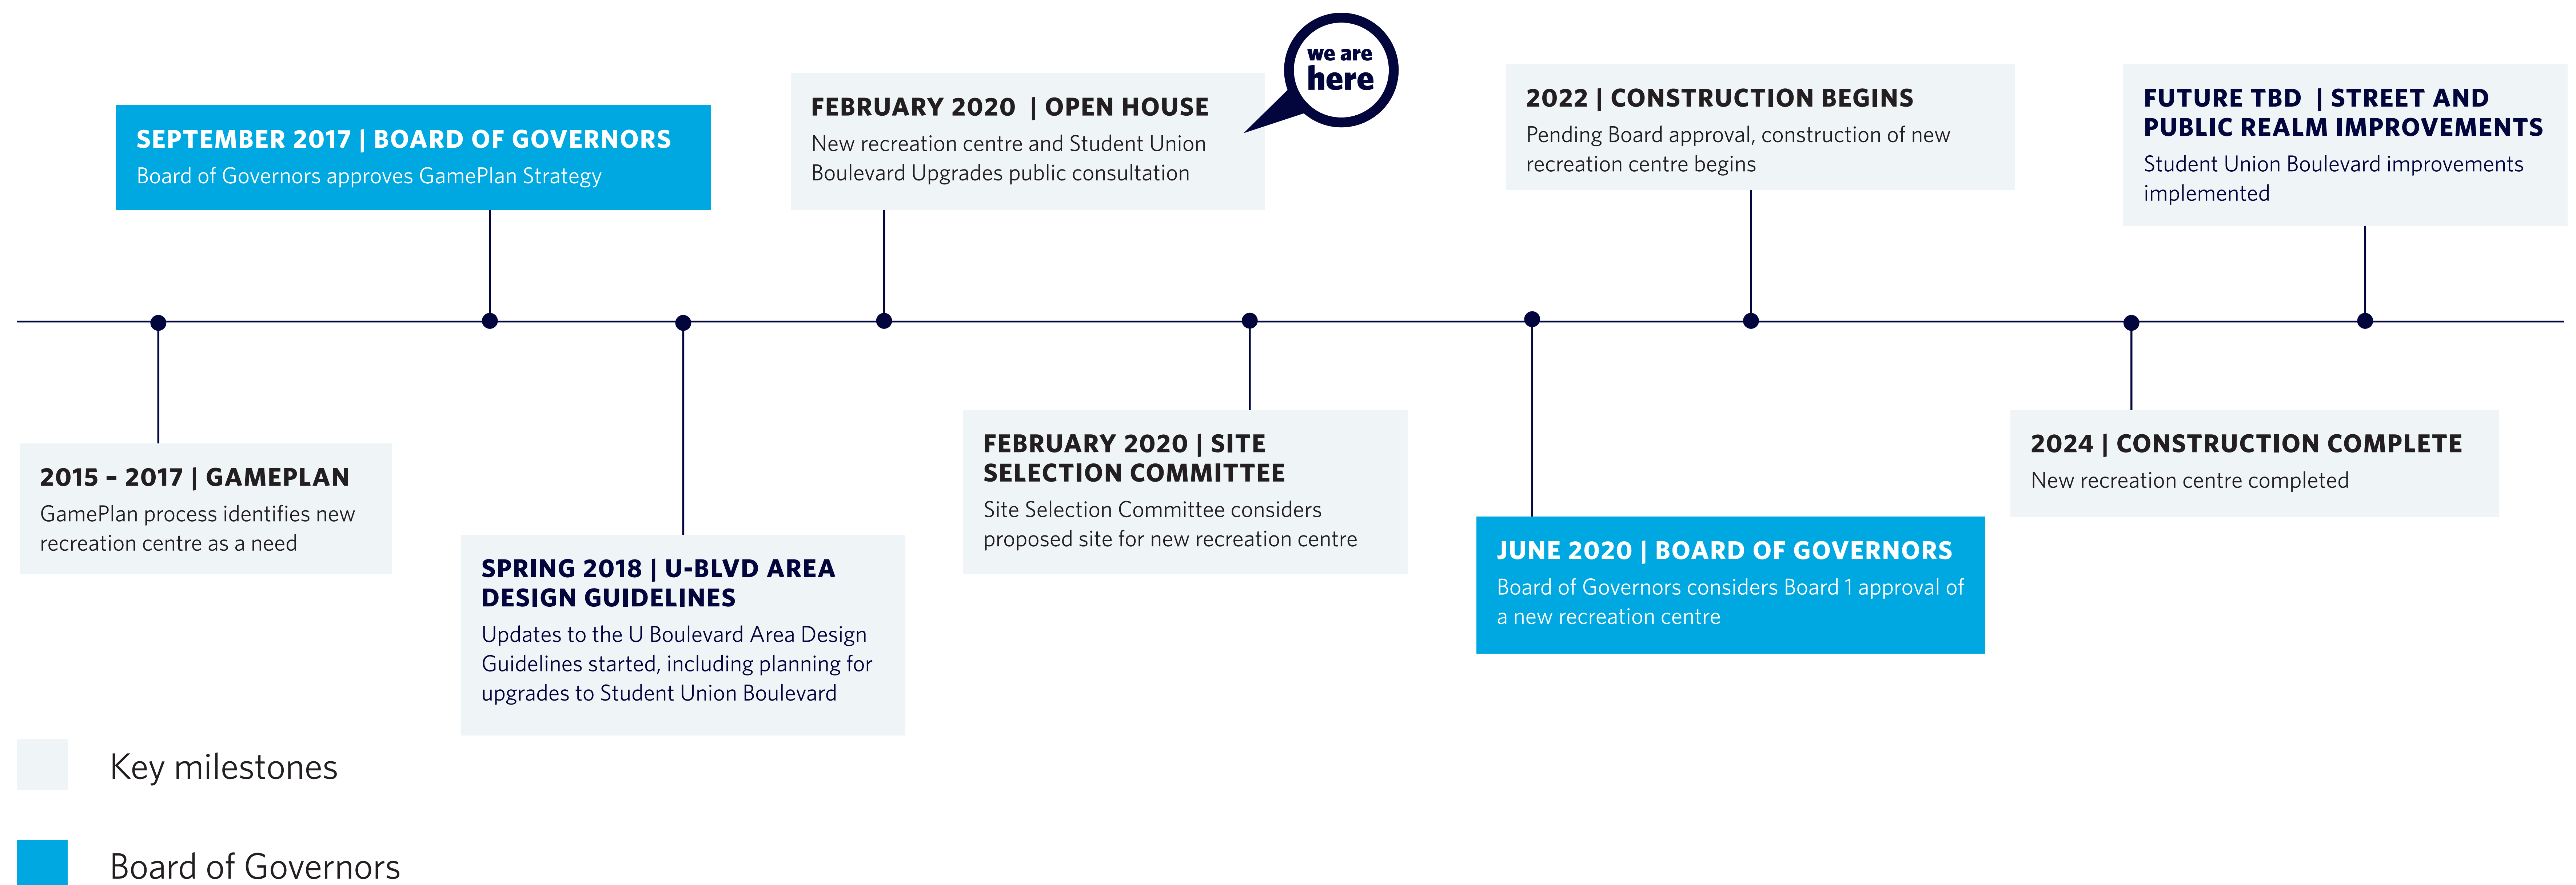 we are
here
SEPTEMBER 2017 | BOARD OF GOVERNORS
Board of Governors approves GamePlan Strategy
FEBRUARY 2020 | OPEN HOUSE
New recreation centre and Student Union
Boulevard Upgrades public consultation
2022 | CONSTRUCTION BEGINS
Pending Board approval, construction of new
recreation centre begins
FUTURE TBD | STREET AND
PUBLIC REALM IMPROVEMENTS
Student Union Boulevard improvements
implemented
2015 – 2017 | GAMEPLAN
GamePlan process identifies new
recreation centre as a need
SPRING 2018 | U-BLVD AREA
DESIGN GUIDELINES
Updates to the U Boulevard Area Design
Guidelines started, including planning for
upgrades to Student Union Boulevard
FEBRUARY 2020 | SITE
SELECTION COMMITTEE
Site Selection Committee considers
proposed site for new recreation centre
JUNE 2020 | BOARD OF GOVERNORS
Board of Governors considers Board 1 approval of
a new recreation centre
2024 | CONSTRUCTION COMPLETE
New recreation centre completed
Key milestones
Board of Governors